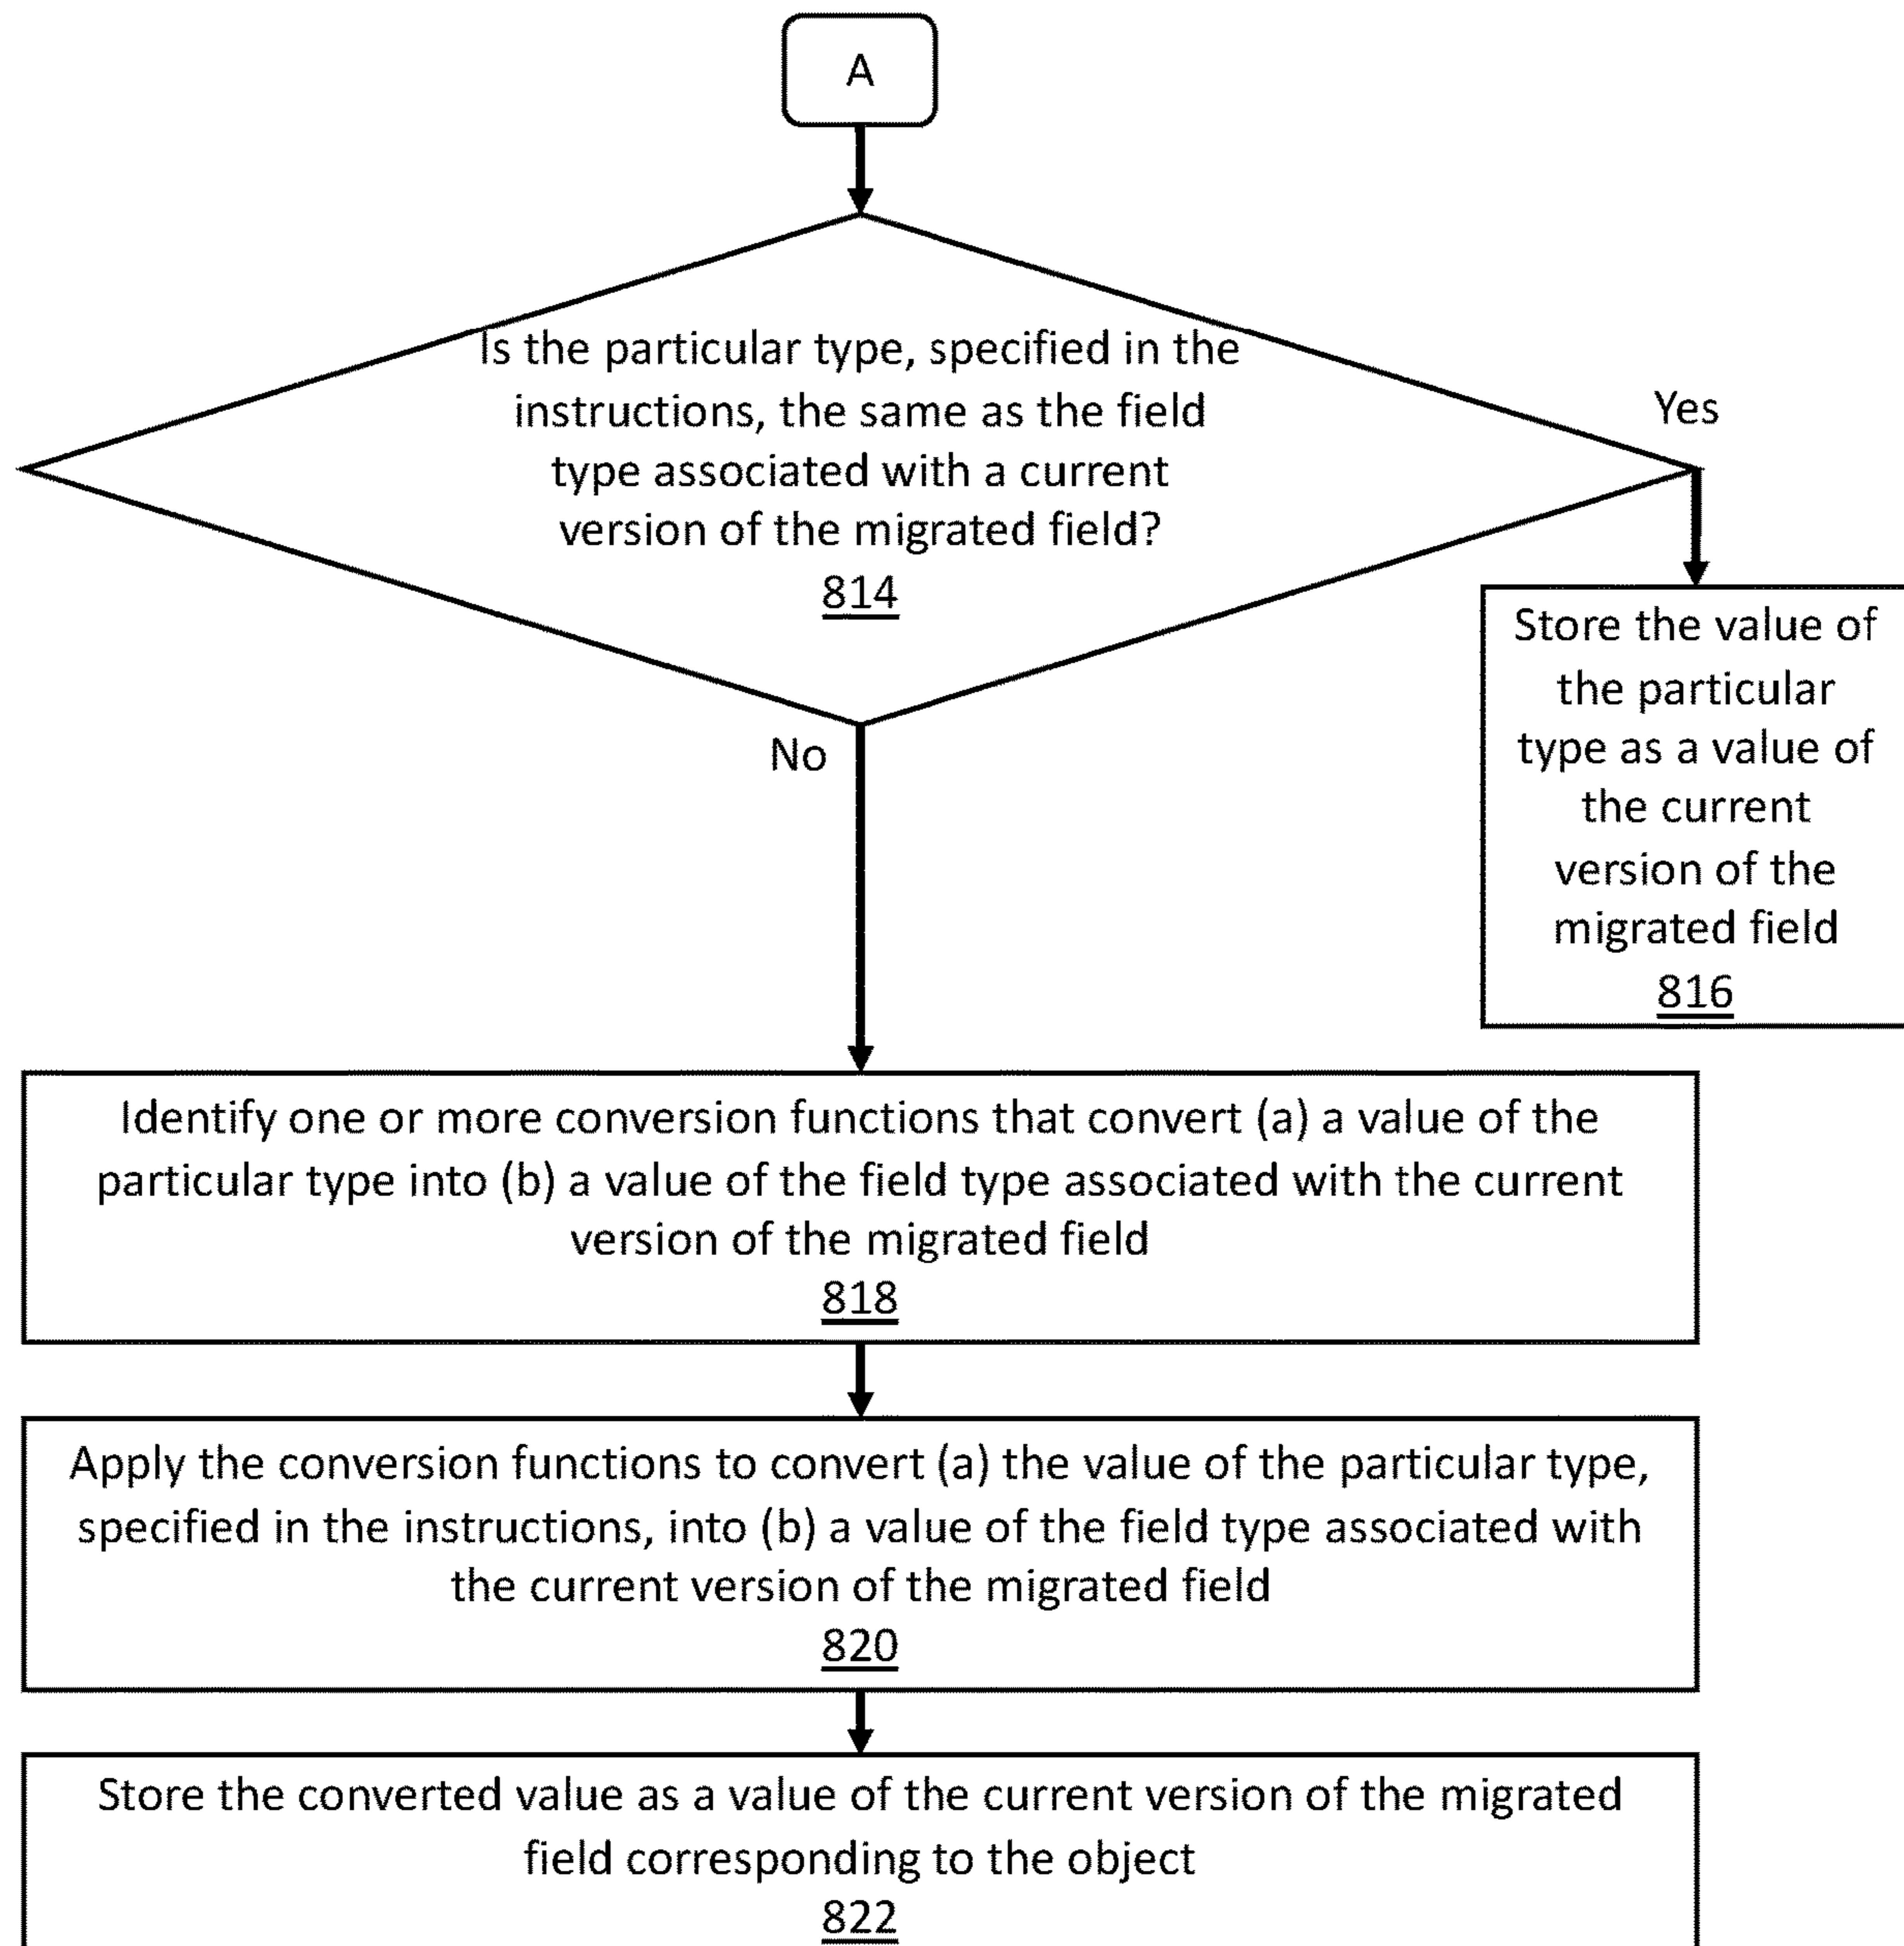 A
Is the particular type, specified in the
instructions, the same as the field
type associated with a current
version of the migrated field?
814
Yes
Store the value of
the particular
type as a value of
the current
version of the
migrated field
816
No
Identify one or more conversion functions that convert (a) a value of the
particular type into (b) a value of the field type associated with the current
version of the migrated field
818
Apply the conversion functions to convert (a) the value of the particular type,
specified in the instructions, into (b) a value of the field type associated with
the current version of the migrated field
820
Store the converted value as a value of the current version of the migrated
field corresponding to the object
822